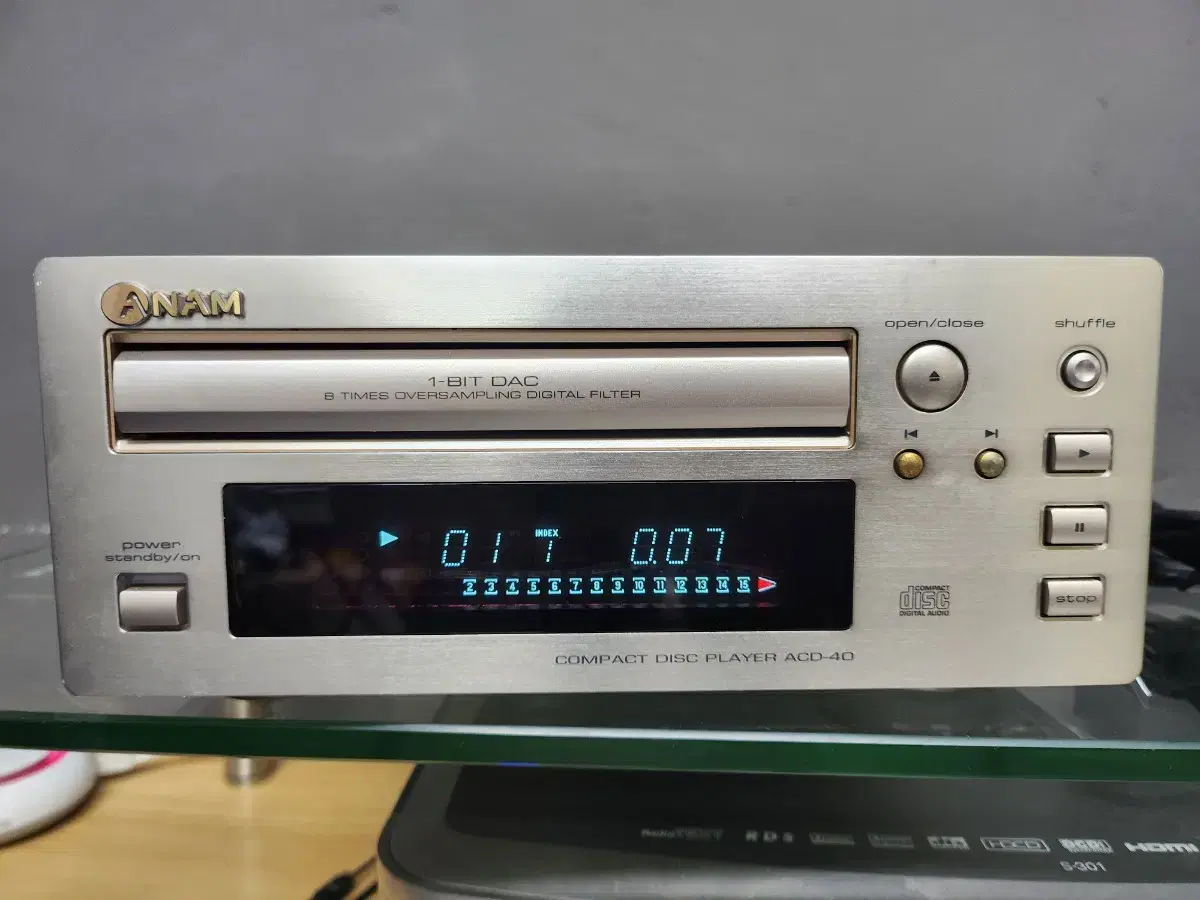 ANAM
open/close
shuffle
1-BIT DAC
8 TIMES OVERSAMPLING DIGITAL FILTER
power
standby/on
01 INDEX 1 0.07
2 3 4 5 6 7 8 9 10 11 12 13 14 15
stop
COMPACT
disc
DIGITAL AUDIO
COMPACT DISC PLAYER ACD-40
RDS
HDCD
HDMI
S-301